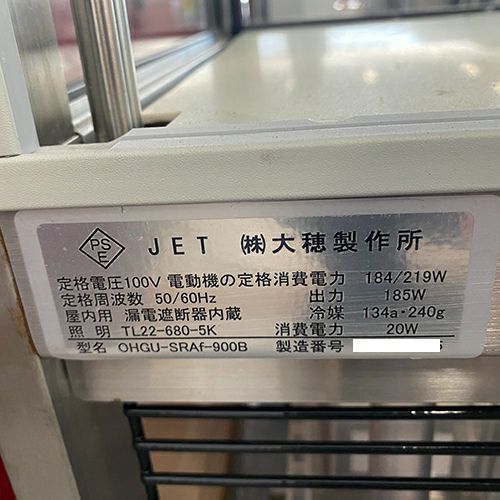 PS
E
JET ㈱大穂製作所
定格電圧100V 電動機の定格消費電力 184/219W
定格周波数 50/60Hz 出力 185W
屋内用 漏電遮断器内蔵 冷媒 134a・240g
照明 TL22-680-5K 消費電力 20W
型名 OHGU-SRAf-900B 製造番号